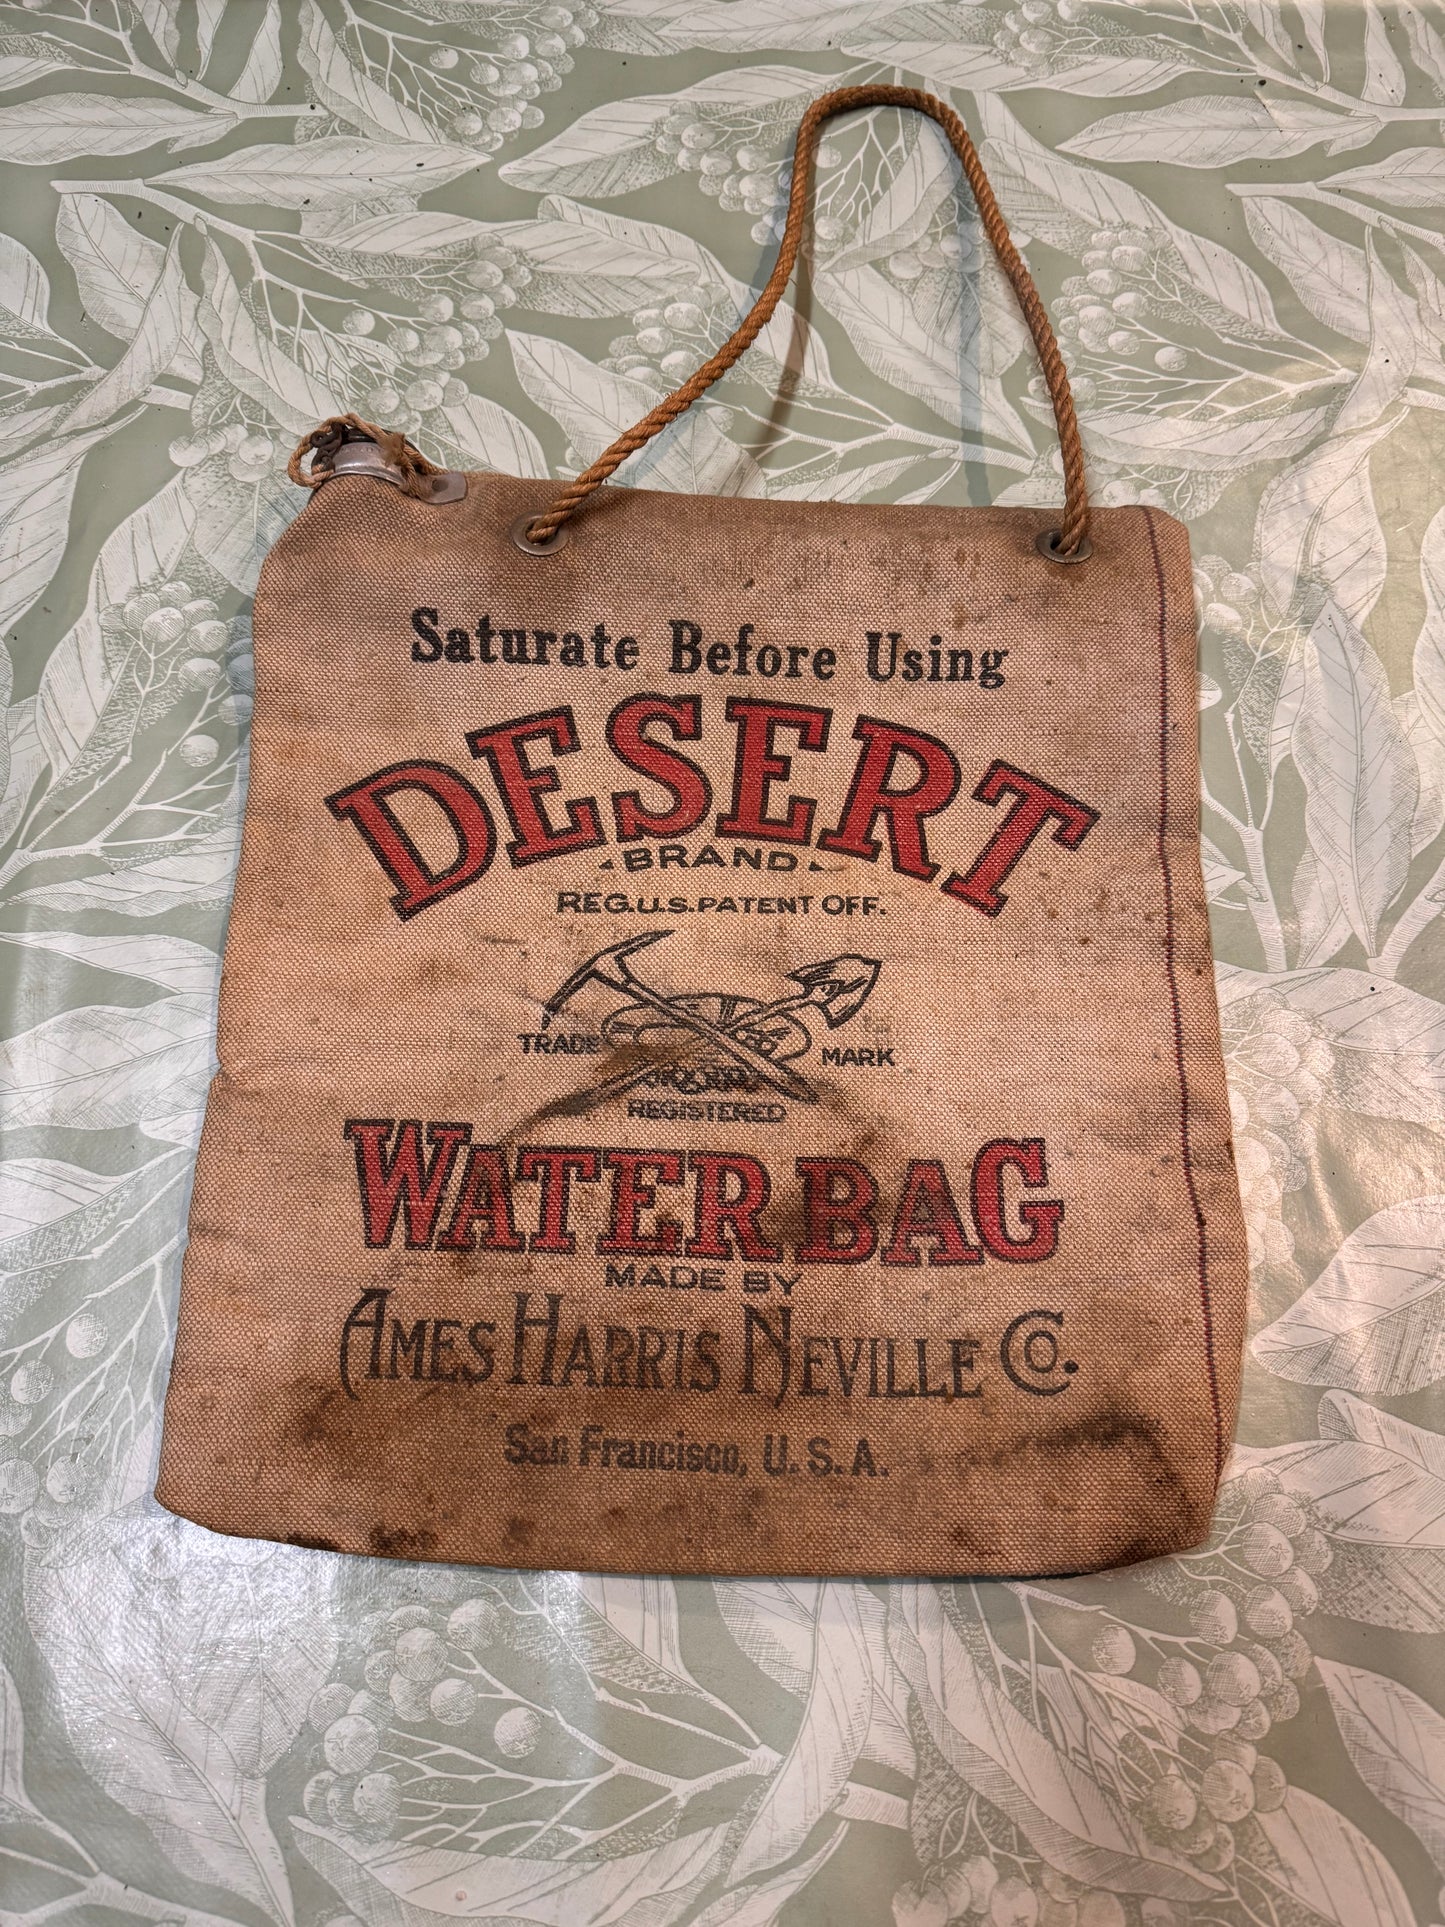 Saturate Before Using
DESERT
BRAND
REG.U.S.PATENT OFF.
TRADE MARK
REGISTERED
WATER BAG
MADE BY
AMES HARRIS NEVILLE CO.
San Francisco, U.S.A.